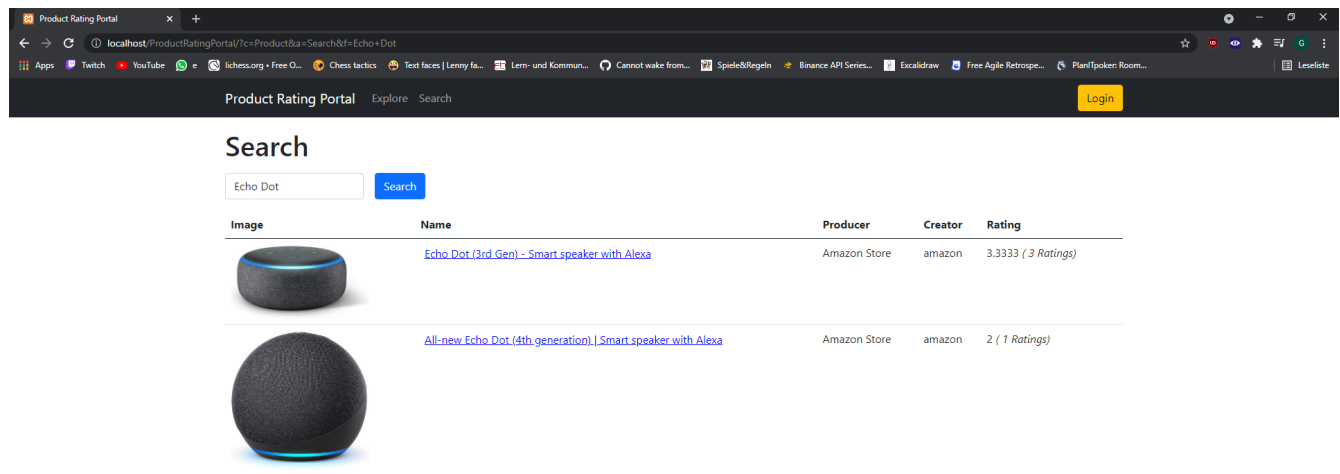 Product Rating Portal
localhost/ProductRatingPortal/?c=Product&a=Search&f=Echo+Dot
Apps Twitch YouTube e lichess.org • Free O... Chess tactics Text faces | Lenny fa... Lern- und Kommun... Cannot wake from... Spiele&Regeln Binance API Series... Excalidraw Free Agile Retrospe... PlanITpoker: Room... Leseliste
Product Rating Portal Explore Search Login
Search
Echo Dot Search
Image Name Producer Creator Rating
Echo Dot (3rd Gen) - Smart speaker with Alexa Amazon Store amazon 3.3333 ( 3 Ratings)
All-new Echo Dot (4th generation) | Smart speaker with Alexa Amazon Store amazon 2 ( 1 Ratings)